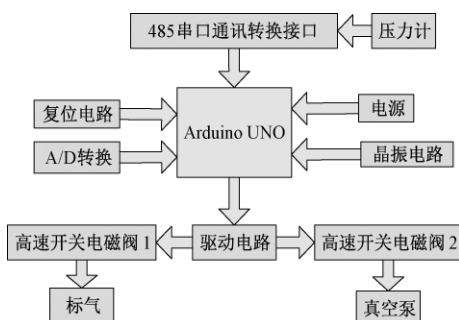 485串口通讯转换接口
压力计
复位电路
Arduino UNO
电源
A/D转换
晶振电路
高速开关电磁阀1
驱动电路
高速开关电磁阀2
标气
真空泵